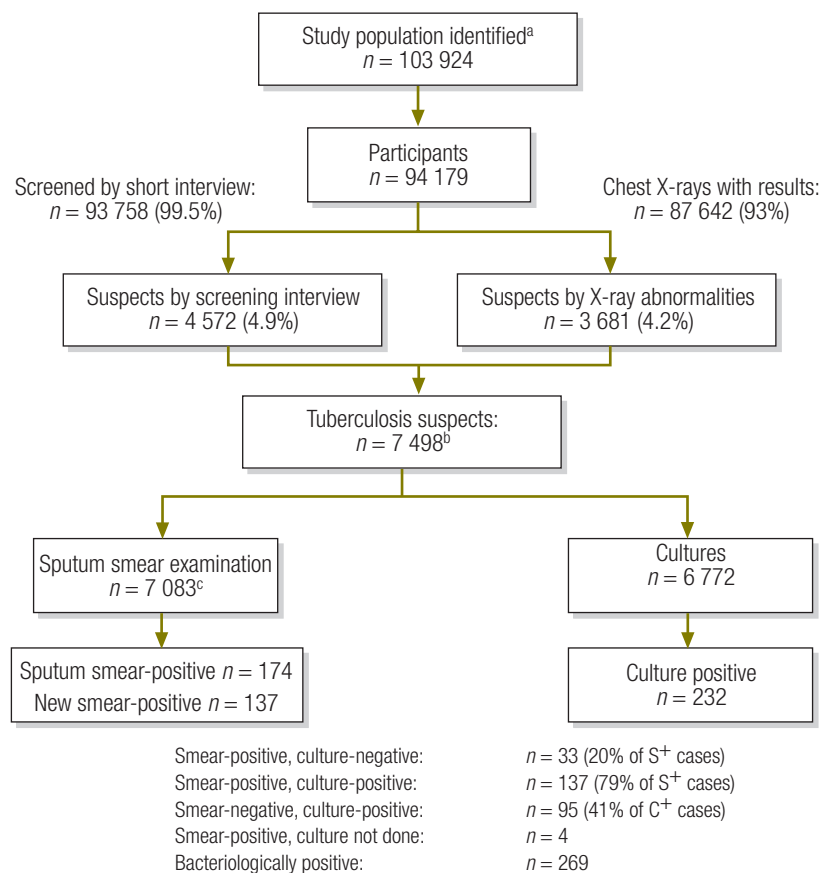 Study population identifiedᵃ
n = 103 924
Participants
n = 94 179
Screened by short interview:
n = 93 758 (99.5%)
Chest X-rays with results:
n = 87 642 (93%)
Suspects by screening interview
n = 4 572 (4.9%)
Suspects by X-ray abnormalities
n = 3 681 (4.2%)
Tuberculosis suspects:
n = 7 498ᵇ
Sputum smear examination
n = 7 083ᶜ
Cultures
n = 6 772
Sputum smear-positive n = 174
New smear-positive n = 137
Culture positive
n = 232
Smear-positive, culture-negative: n = 33 (20% of S⁺ cases)
Smear-positive, culture-positive: n = 137 (79% of S⁺ cases)
Smear-negative, culture-positive: n = 95 (41% of C⁺ cases)
Smear-positive, culture not done: n = 4
Bacteriologically positive: n = 269